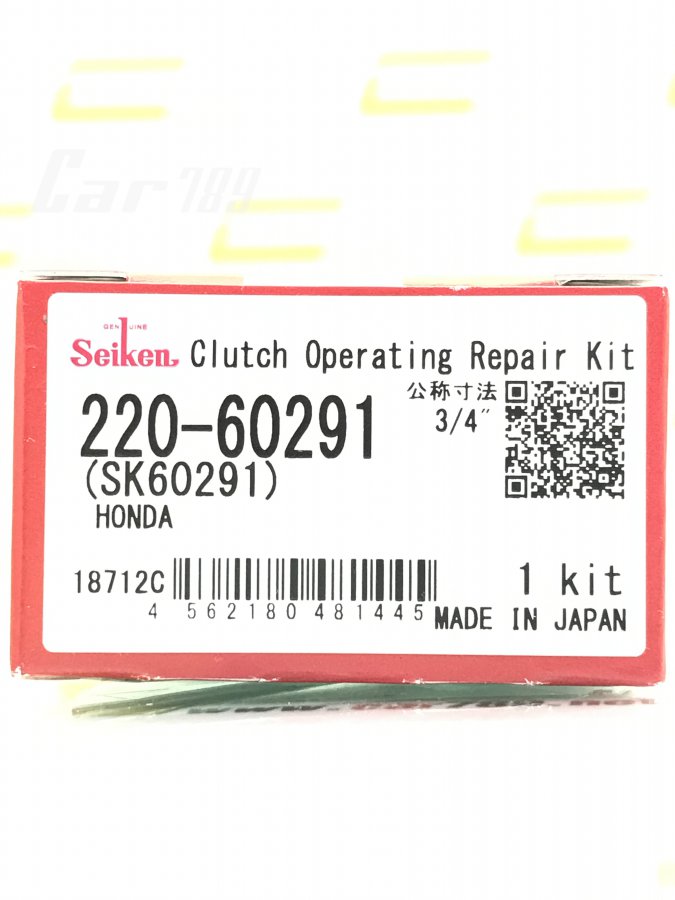 Car789
GENUINE
Seiken Clutch Operating Repair Kit
220-60291
公称寸法
3/4″
(SK60291)
HONDA
18712C
4 562180 481445
1 kit
MADE IN JAPAN